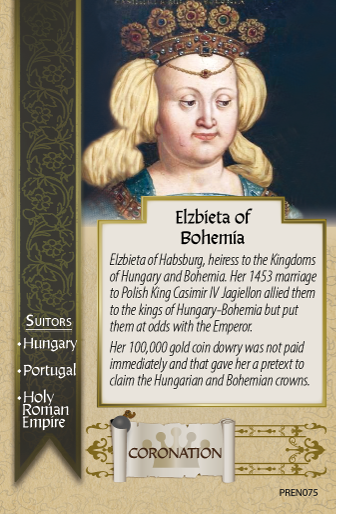 Elzbieta of
Bohemia
Elzbieta of Habsburg, heiress to the Kingdoms
of Hungary and Bohemia. Her 1453 marriage
to Polish King Casimir IV Jagiellon allied them
to the kings of Hungary-Bohemia but put
them at odds with the Emperor.
Her 100,000 gold coin dowry was not paid
immediately and that gave her a pretext to
claim the Hungarian and Bohemian crowns.
Suitors
• Hungary
• Portugal
• Holy
Roman
Empire
CORONATION
PREN075